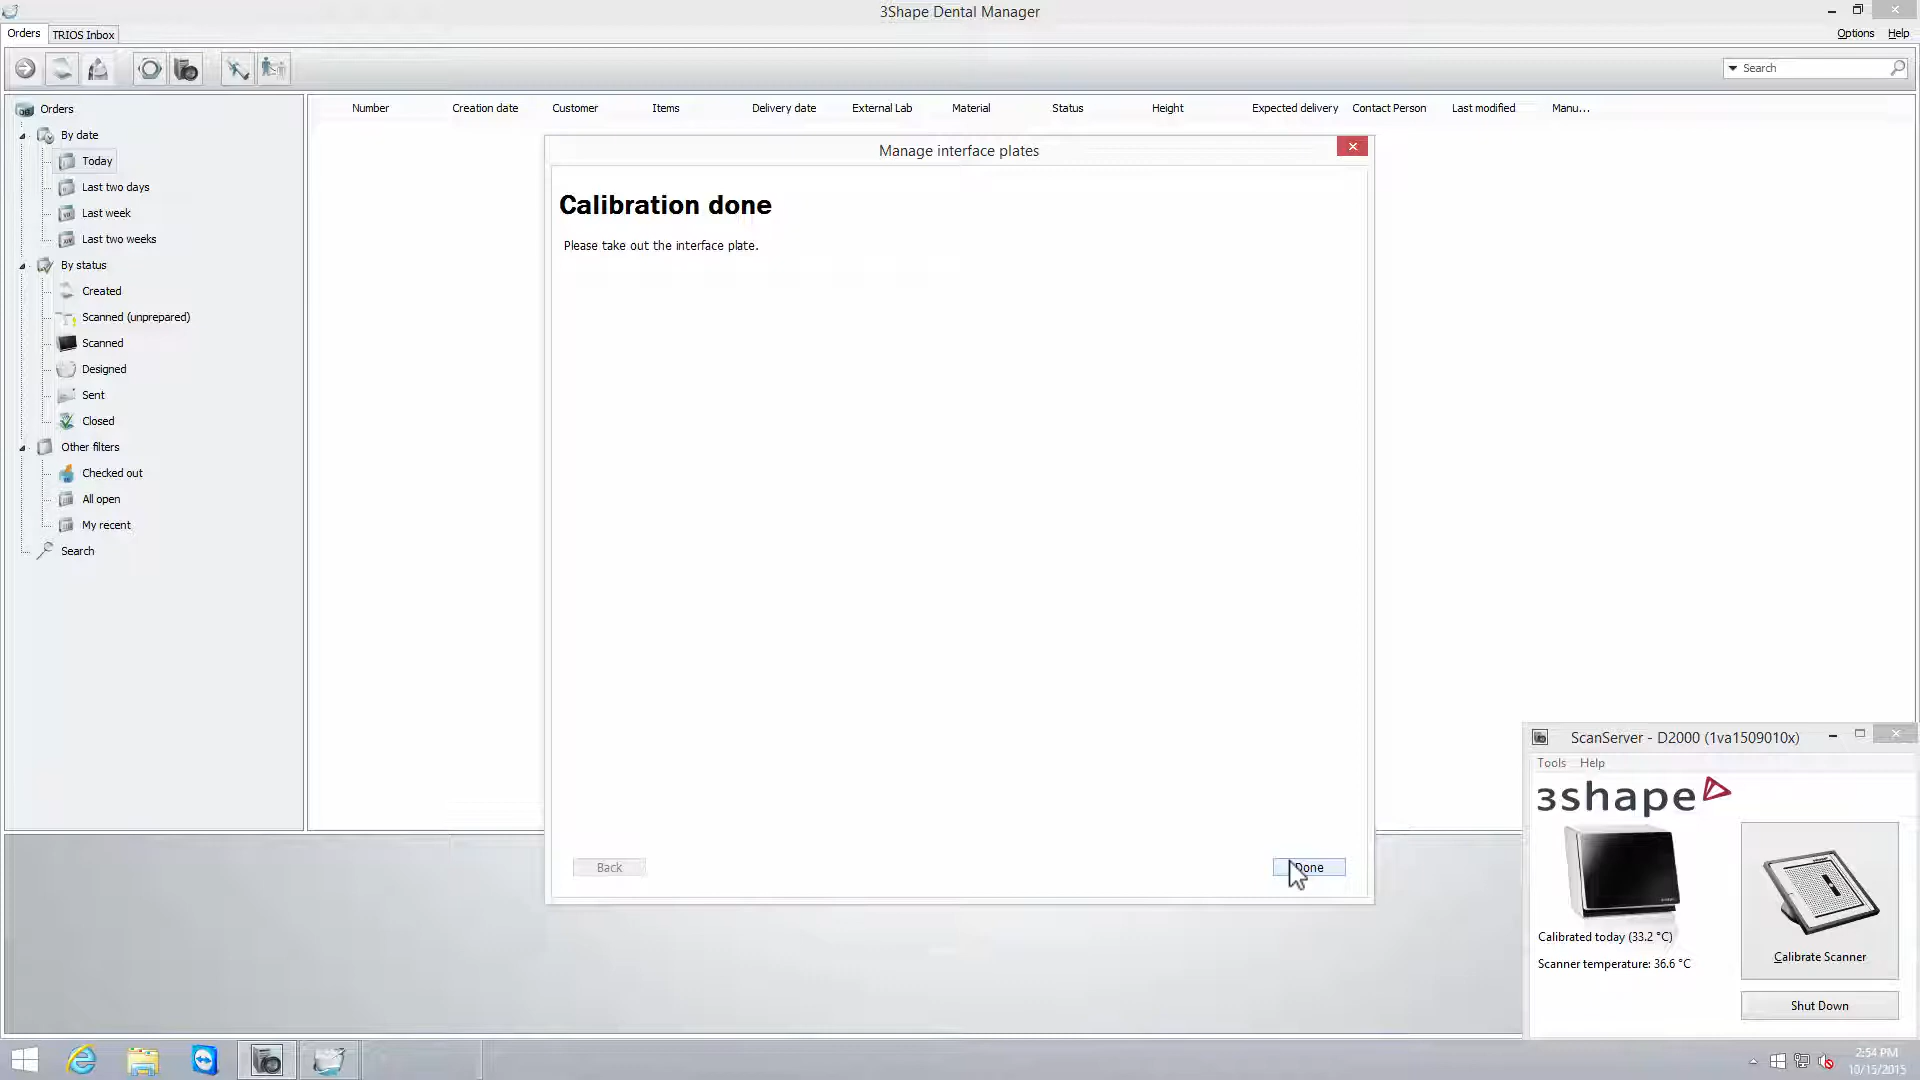 3Shape Dental Manager
Orders
TRIOS Inbox
Options
Help
Search
Orders
By date
Today
Last two days
Last week
Last two weeks
By status
Created
Scanned (unprepared)
Scanned
Designed
Sent
Closed
Other filters
Checked out
All open
My recent
Search
Number Creation date Customer Items Delivery date External Lab Material Status Height Expected delivery Contact Person Last modified Manu...
Manage interface plates
Calibration done
Please take out the interface plate.
Back
Done
ScanServer - D2000 (1va1509010x)
Tools Help
3shape
Calibrated today (33.2 °C)
Scanner temperature: 36.6 °C
Calibrate Scanner
Shut Down
2:54 PM
10/15/2015